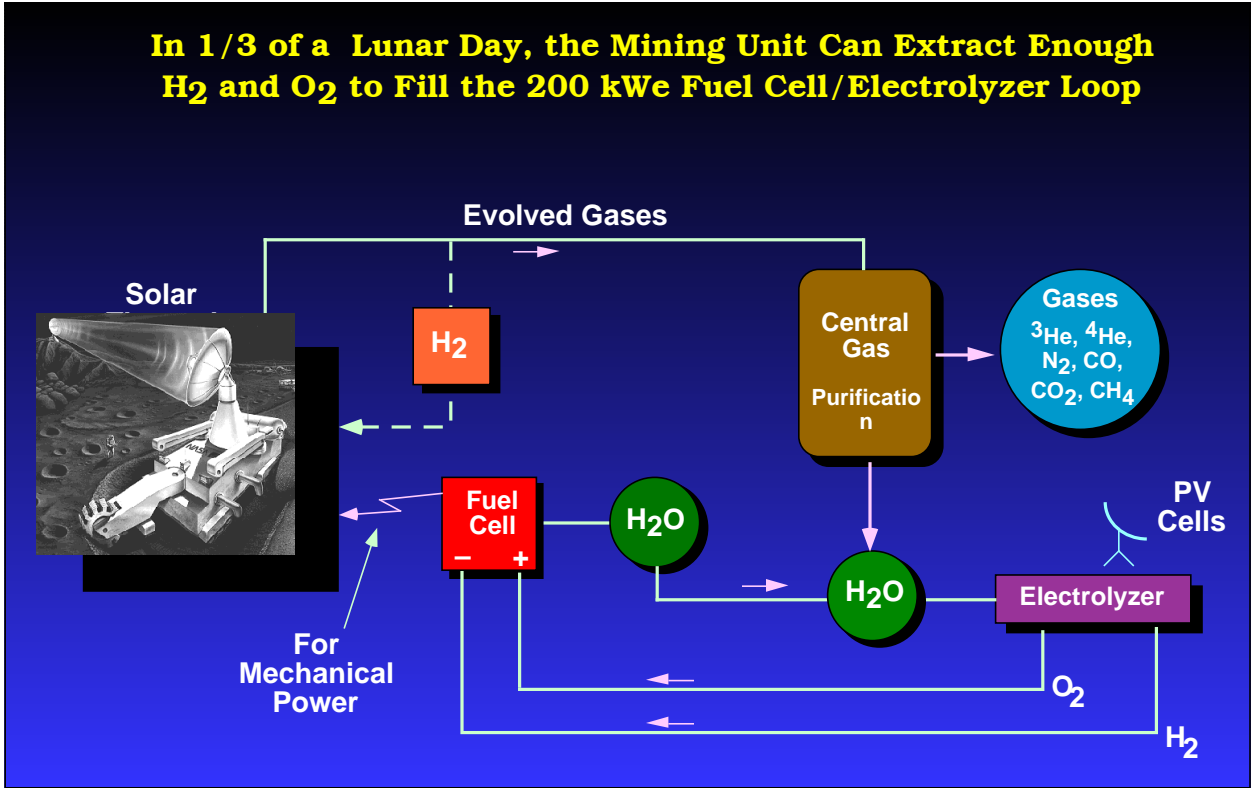 In 1/3 of a Lunar Day, the Mining Unit Can Extract Enough
H2 and O2 to Fill the 200 kWe Fuel Cell/Electrolyzer Loop
Evolved Gases
Solar
H2
Central
Gas
Purificatio
n
Gases
3He, 4He,
N2, CO,
CO2, CH4
PV
Cells
Fuel
Cell
– +
H2O
H2O
Electrolyzer
For
Mechanical
Power
O2
H2